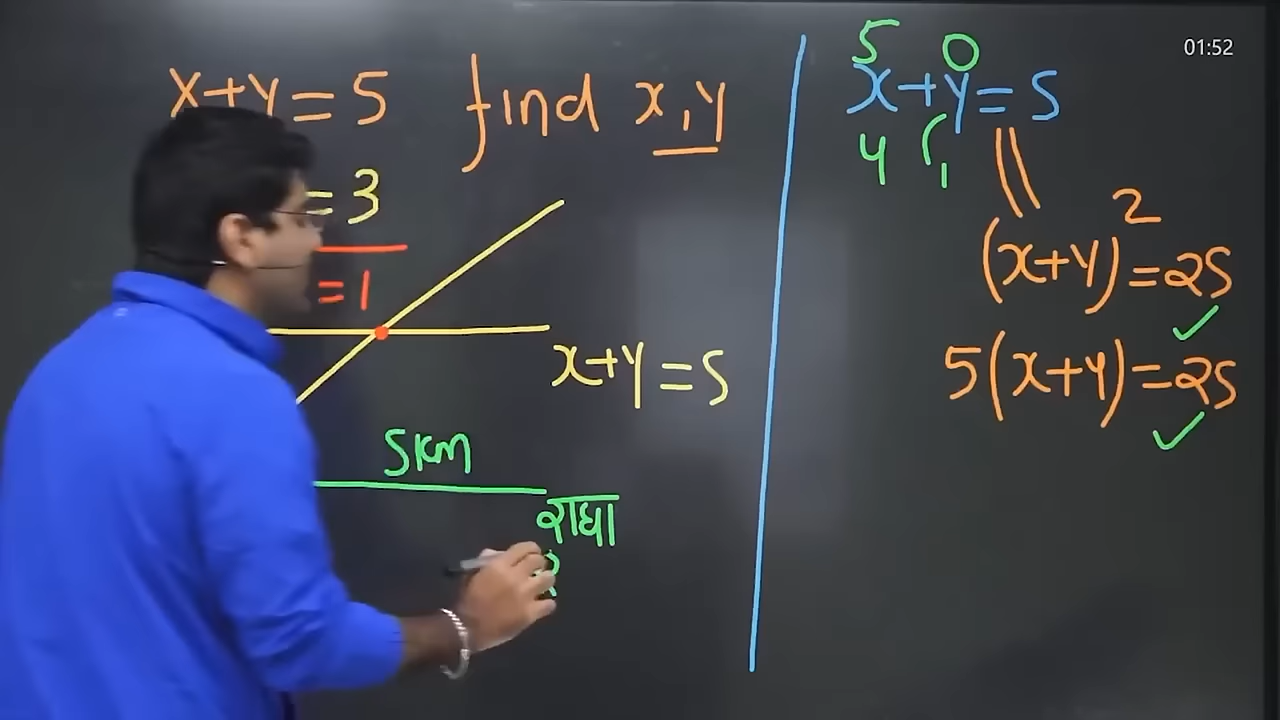 x+y=5 find x,y
=3
=1
x+y=5
5km
राधा
01:52
5 0
x+y=5
4 1
(x+y)²=25
5(x+y)=25